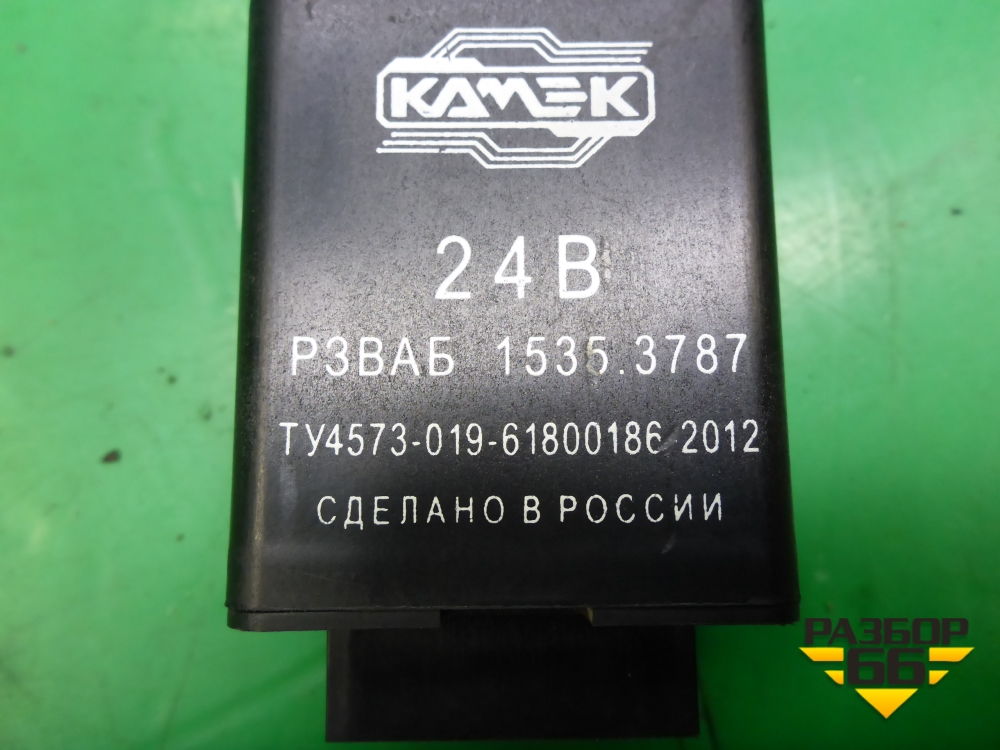 КАМЭК
24В
РЗВАБ 1535.3787
ТУ4573-019-61800186 2012
СДЕЛАНО В РОССИИ
РАЗБОР
66